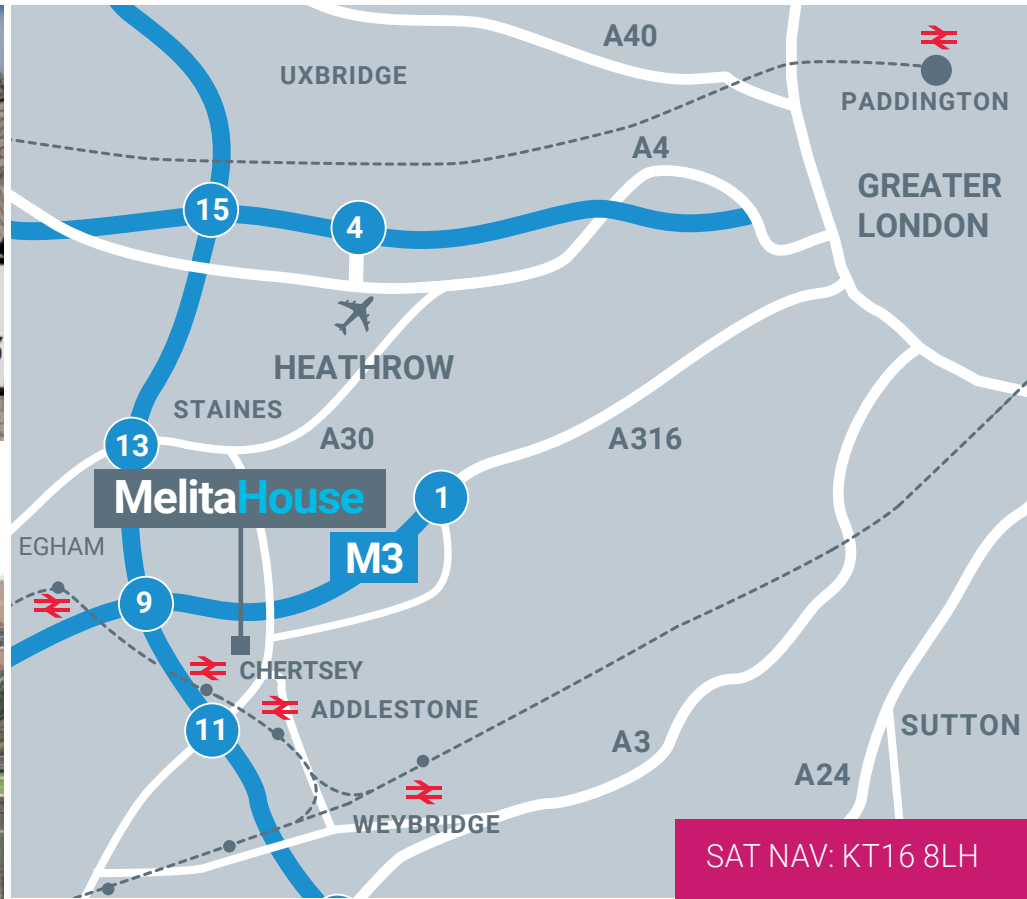 A40
UXBRIDGE
PADDINGTON
A4
GREATER
LONDON
15
4
HEATHROW
STAINES
A30
A316
13
MelitaHouse
1
EGHAM
M3
9
CHERTSEY
ADDLESTONE
11
SUTTON
A3
A24
WEYBRIDGE
SAT NAV: KT16 8LH